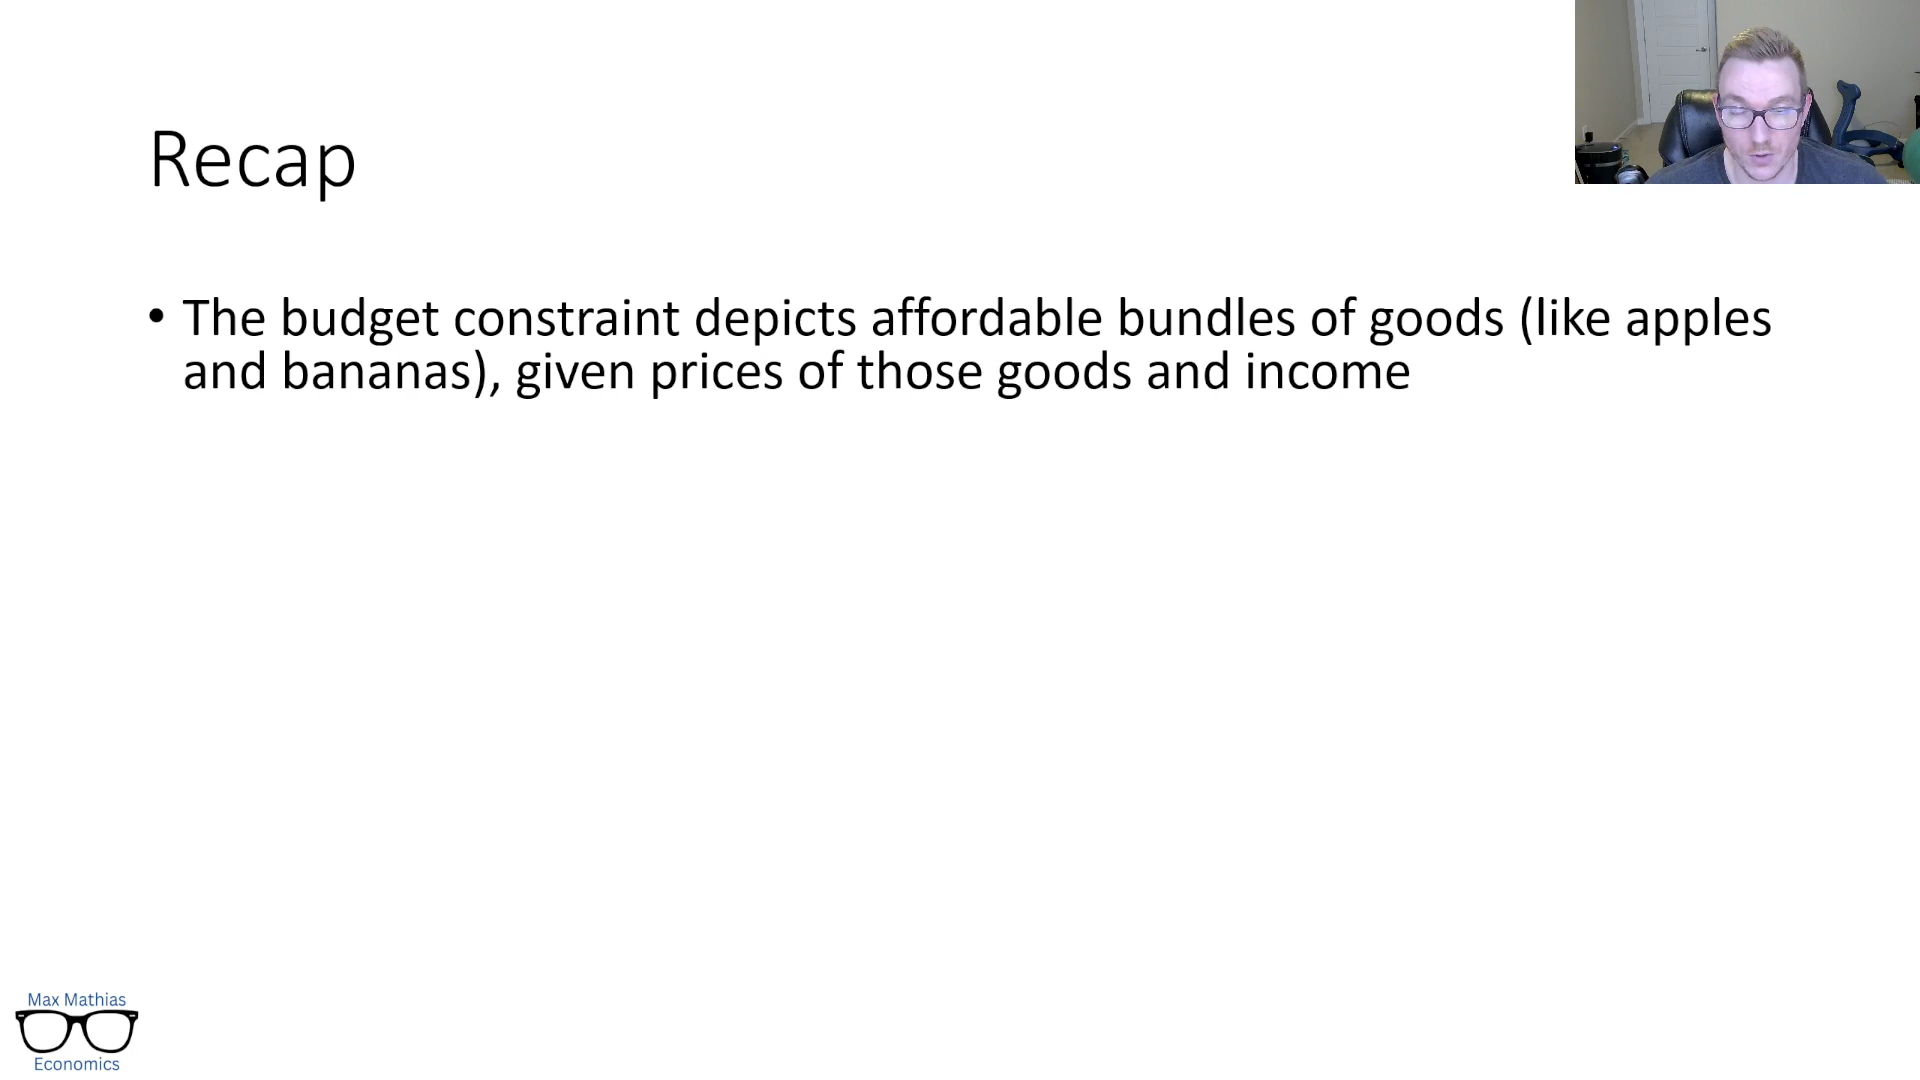 Recap
• The budget constraint depicts affordable bundles of goods (like apples
and bananas), given prices of those goods and income
Max Mathias
Economics